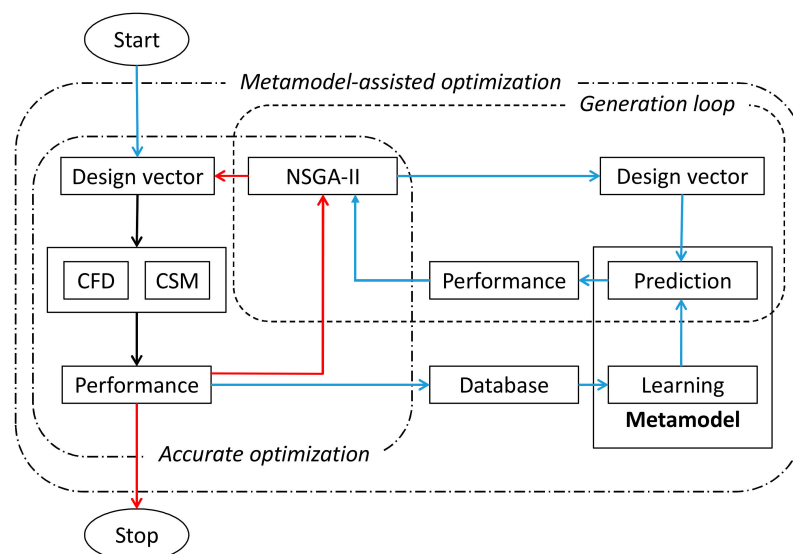 Start
Metamodel-assisted optimization
Generation loop
Design vector
NSGA-II
Design vector
CFD
CSM
Performance
Prediction
Performance
Database
Learning
Metamodel
Accurate optimization
Stop